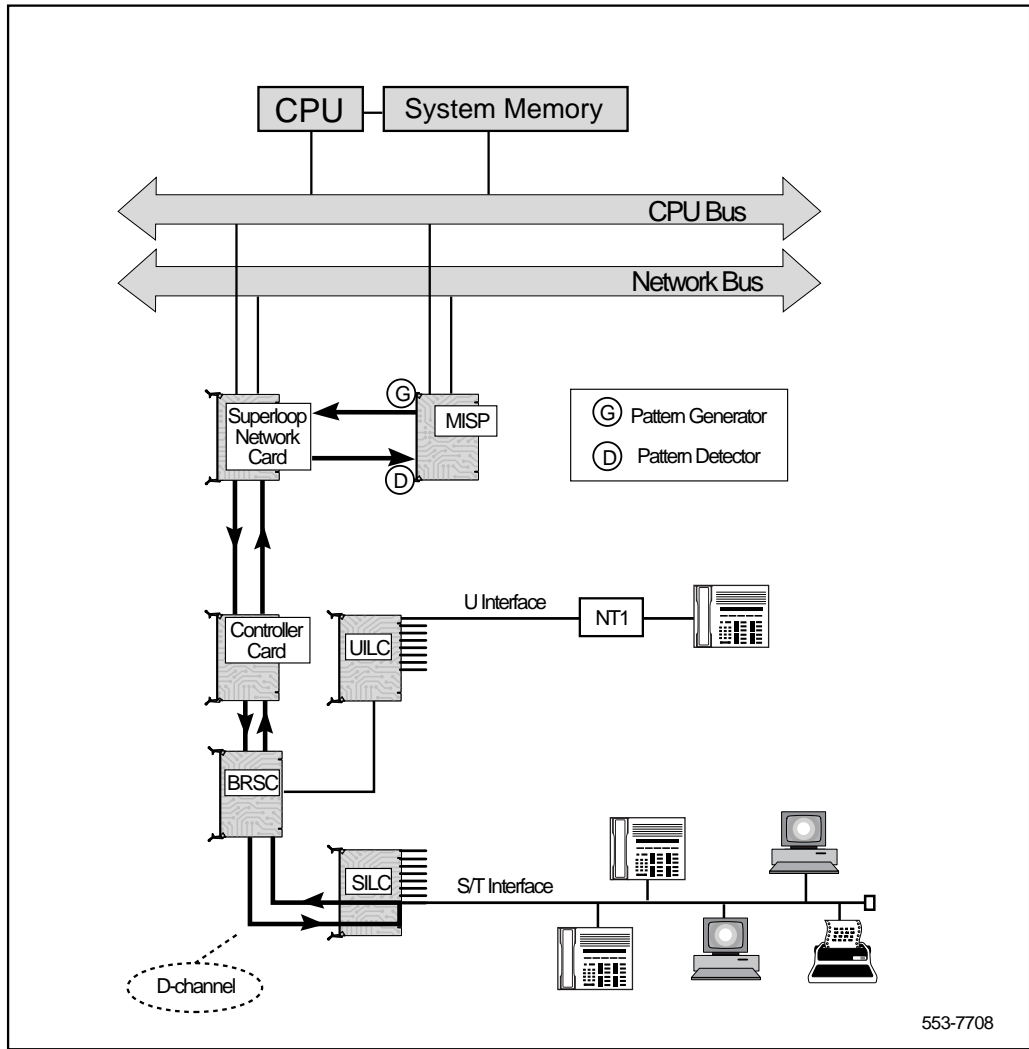 CPU
System Memory
CPU Bus
Network Bus
G
Superloop
Network
Card
MISP
D
G Pattern Generator
D Pattern Detector
Controller
Card
UILC
U Interface
NT1
BRSC
SILC
S/T Interface
D-channel
553-7708